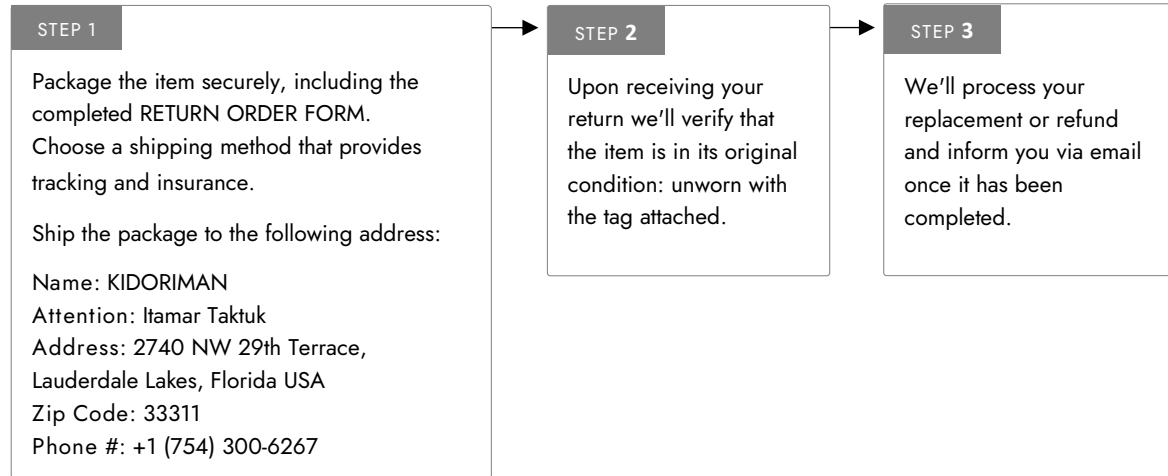 STEP 1
Package the item securely, including the
completed RETURN ORDER FORM.
Choose a shipping method that provides
tracking and insurance.
Ship the package to the following address:
Name: KIDORIMAN
Attention: Itamar Taktuk
Address: 2740 NW 29th Terrace,
Lauderdale Lakes, Florida USA
Zip Code: 33311
Phone #: +1 (754) 300-6267
STEP 2
Upon receiving your
return we'll verify that
the item is in its original
condition: unworn with
the tag attached.
STEP 3
We'll process your
replacement or refund
and inform you via email
once it has been
completed.